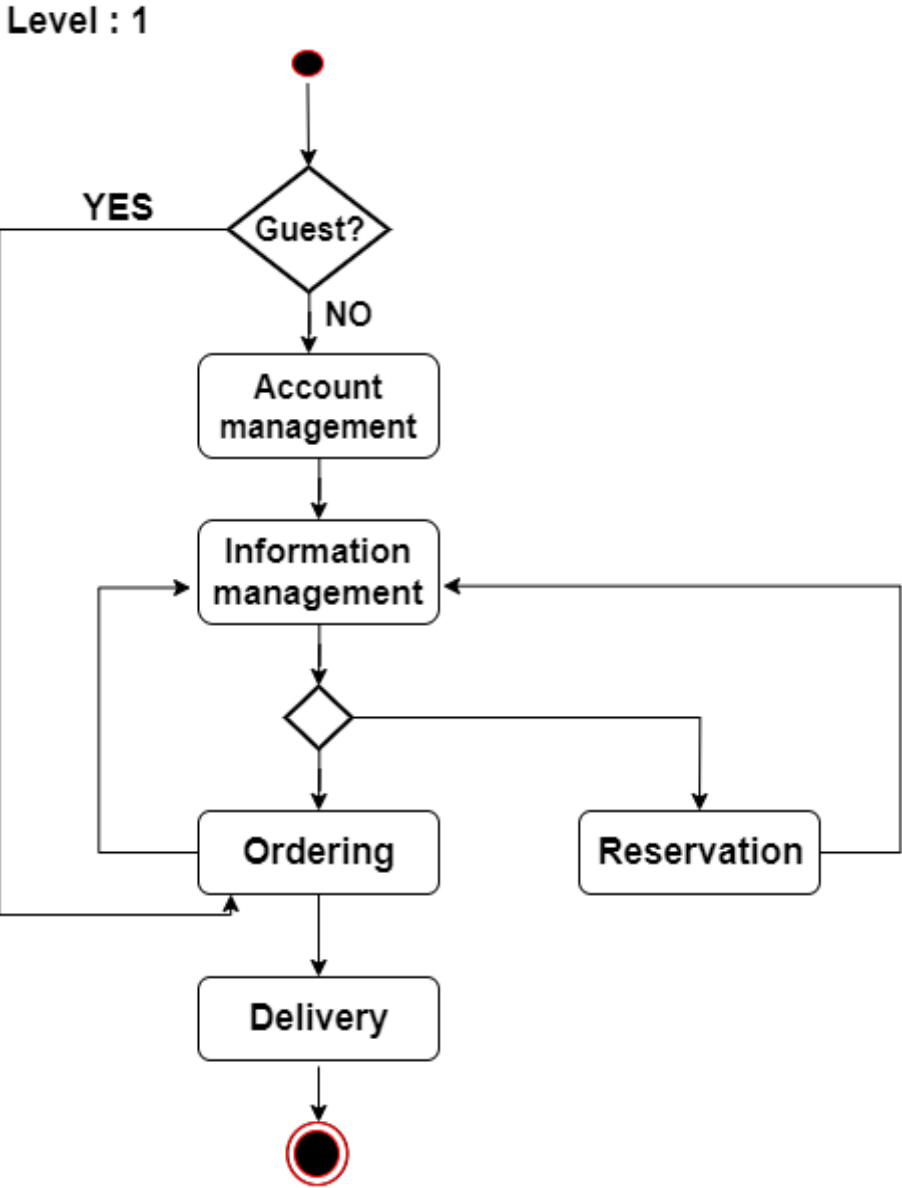 Level : 1
YES
Guest?
NO
Account
management
Information
management
Ordering
Reservation
Delivery